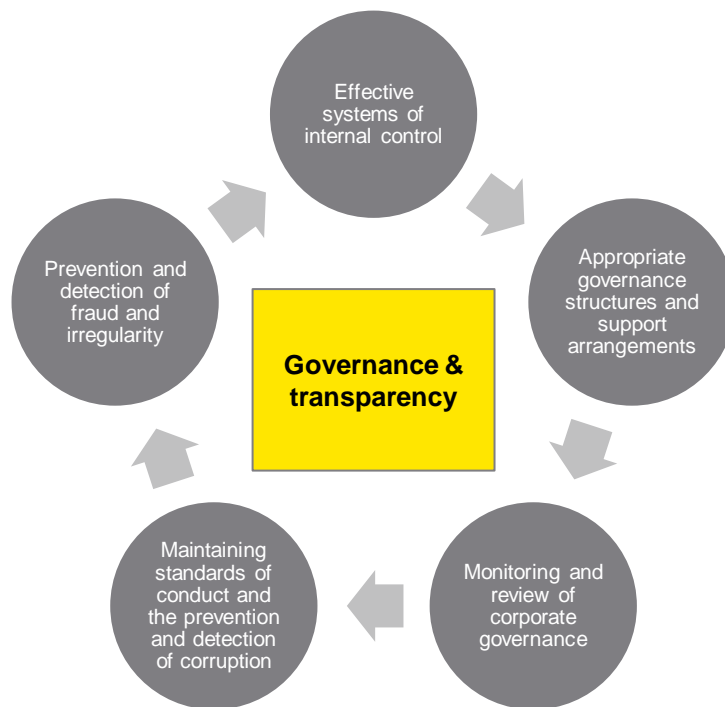 Effective
systems of
internal control
Appropriate
governance
structures and
support
arrangements
Monitoring and
review of
corporate
governance
Maintaining
standards of
conduct and
the prevention
and detection
of corruption
Prevention and
detection of
fraud and
irregularity
Governance &
transparency